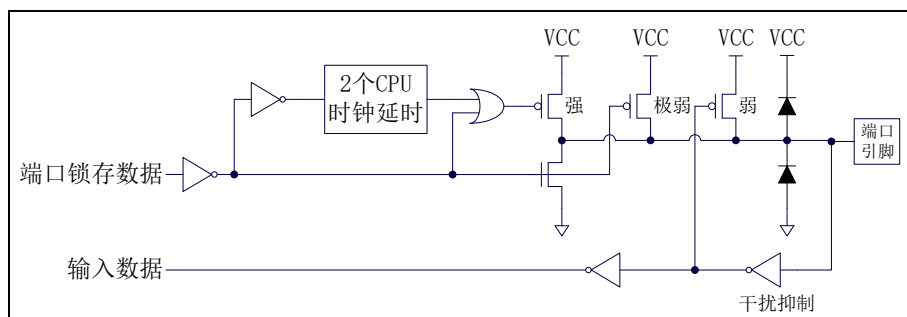 VCC
VCC
VCC
VCC
2个CPU
时钟延时
强
极弱
弱
端口
引脚
端口锁存数据
输入数据
干扰抑制